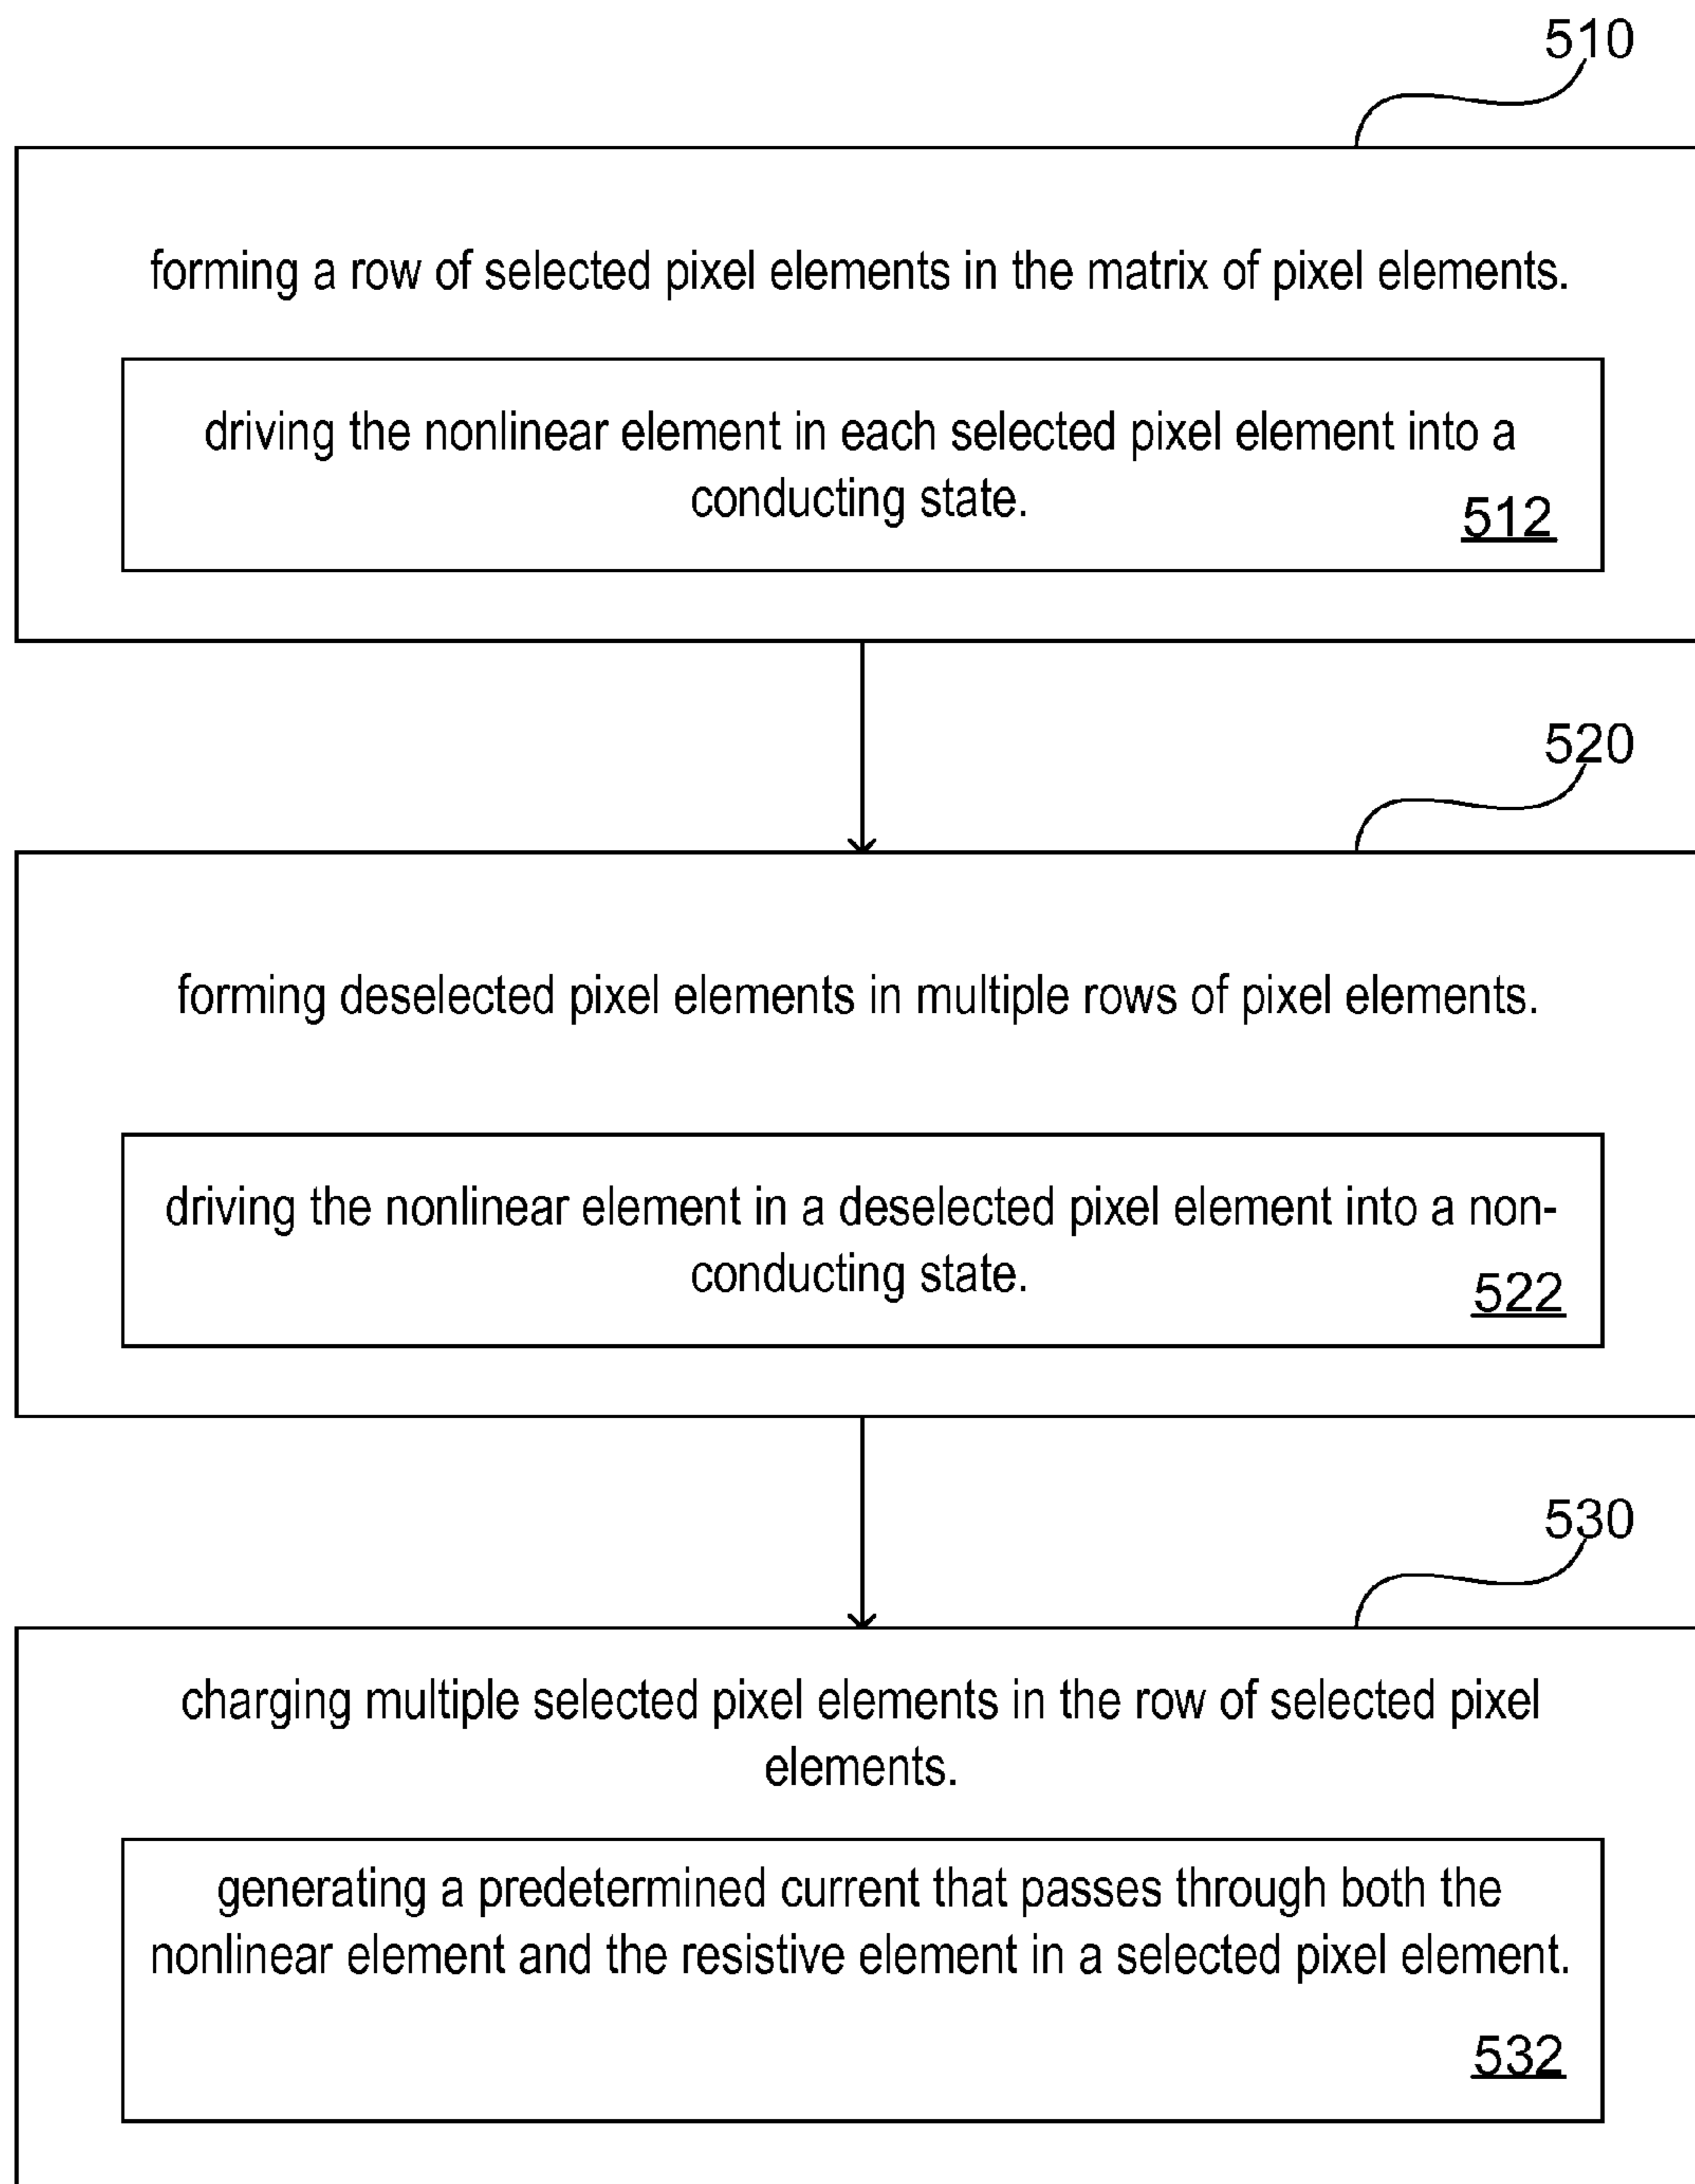 510
forming a row of selected pixel elements in the matrix of pixel elements.
driving the nonlinear element in each selected pixel element into a
conducting state.
512
520
forming deselected pixel elements in multiple rows of pixel elements.
driving the nonlinear element in a deselected pixel element into a non-
conducting state.
522
530
charging multiple selected pixel elements in the row of selected pixel
elements.
generating a predetermined current that passes through both the
nonlinear element and the resistive element in a selected pixel element.
532